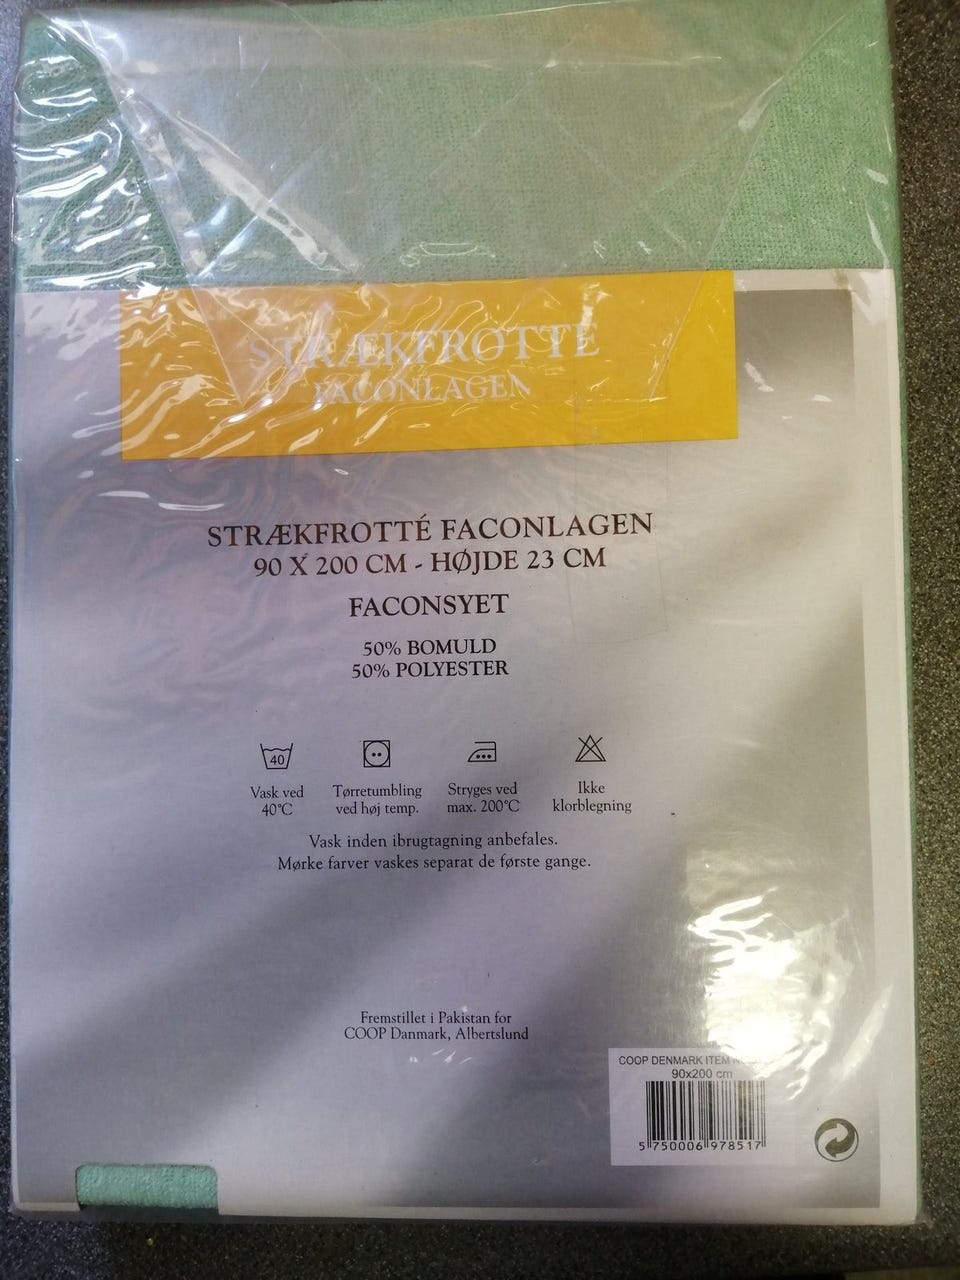 STRÆKFROTTÉ
FACONLAGEN
STRÆKFROTTÉ FACONLAGEN
90 X 200 CM - HØJDE 23 CM
FACONSYET
50% BOMULD
50% POLYESTER
40
Vask ved
40°C
Tørretumbling
ved høj temp.
Stryges ved
max. 200°C
Ikke
klorblegning
Vask inden ibrugtagning anbefales.
Mørke farver vaskes separat de første gange.
Fremstillet i Pakistan for
COOP Danmark, Albertslund
COOP DENMARK ITEM
90x200 cm
5 750006 978517